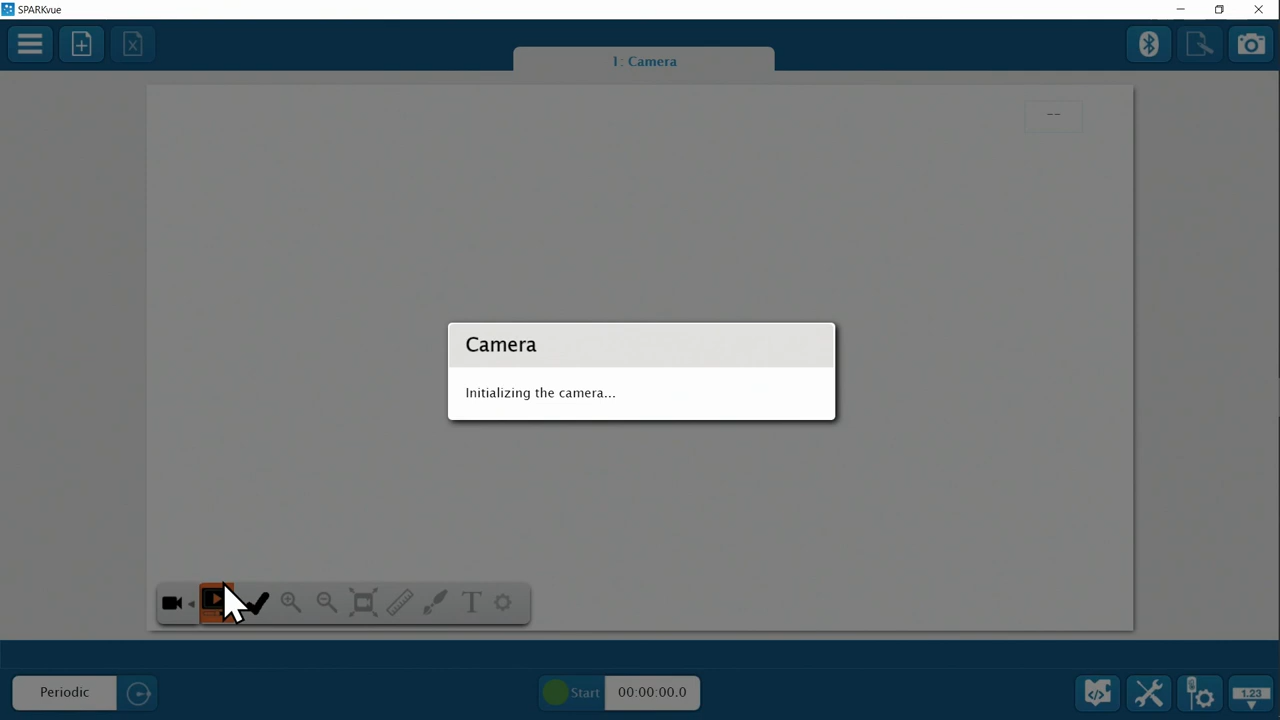 SPARKvue
1: Camera
--
Camera
Initializing the camera...
T
Periodic
Start
00:00:00.0
1.23